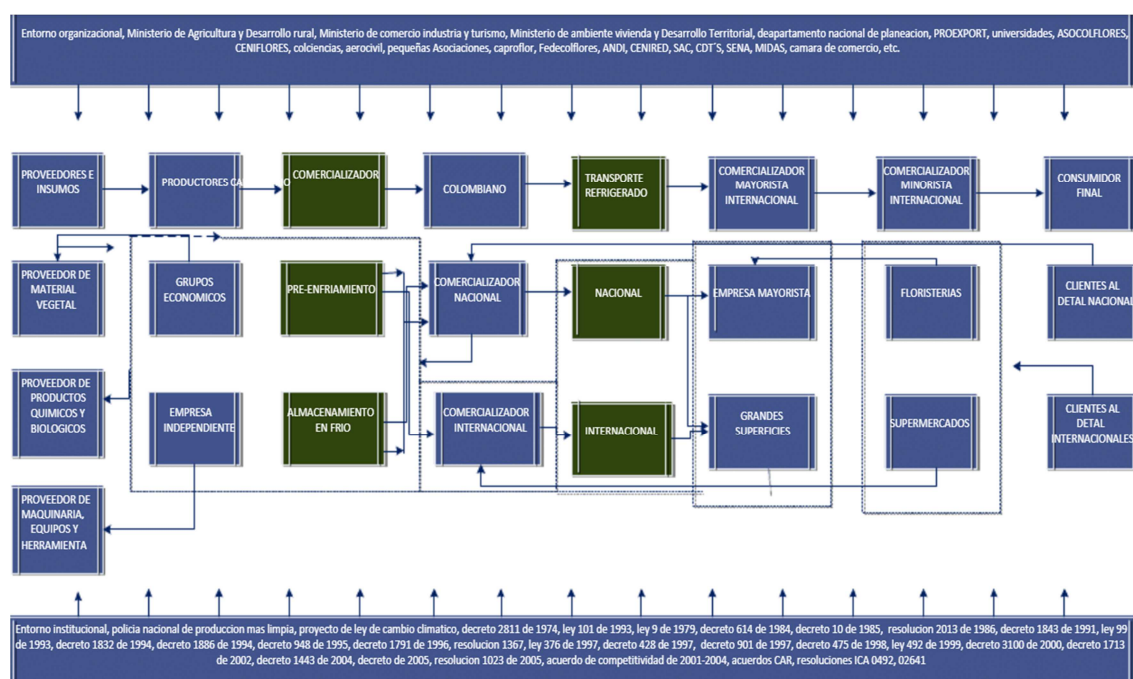 Entorno organizacional, Ministerio de Agricultura y Desarrollo rural, Ministerio de comercio industria y turismo, Ministerio de ambiente vivienda y Desarrollo Territorial, deapartamento nacional de planeacion, PROEXPORT, universidades, ASOCOLFLORES,
CENIFLORES, colciencias, aerocivil, pequeñas Asociaciones, caproflor, Fedecolflores, ANDI, CENIRED, SAC, CDT´S, SENA, MIDAS, camara de comercio, etc.
PROVEEDORES E
INSUMOS
PRODUCTORES
COMERCIALIZADOR
COLOMBIANO
TRANSPORTE
REFRIGERADO
COMERCIALIZADOR
MAYORISTA
INTERNACIONAL
COMERCIALIZADOR
MINORISTA
INTERNACIONAL
CONSUMIDOR
FINAL
PROVEEDOR DE
MATERIAL
VEGETAL
GRUPOS
ECONOMICOS
PRE-ENFRIAMIENTO
COMERCIALIZADOR
NACIONAL
NACIONAL
EMPRESA MAYORISTA
FLORISTERIAS
CLIENTES AL
DETAL NACIONAL
PROVEEDOR DE
PRODUCTOS
QUIMICOS Y
BIOLOGICOS
EMPRESA
INDEPENDIENTE
ALMACENAMIENTO
EN FRIO
COMERCIALIZADOR
INTERNACIONAL
INTERNACIONAL
GRANDES
SUPERFICIES
SUPERMERCADOS
CLIENTES AL
DETAL
INTERNACIONALES
PROVEEDOR DE
MAQUINARIA,
EQUIPOS Y
HERRAMIENTA
Entorno institucional, policia nacional de produccion mas limpia, proyecto de ley de cambio climatico, decreto 2811 de 1974, ley 101 de 1993, ley 9 de 1979, decreto 614 de 1984, decreto 10 de 1985, resolucion 2013 de 1986, decreto 1843 de 1991, ley 99
de 1993, decreto 1832 de 1994, decreto 1886 de 1994, decreto 948 de 1995, decreto 1791 de 1996, resolucion 1367, ley 376 de 1997, decreto 428 de 1997, decreto 901 de 1997, decreto 475 de 1998, ley 492 de 1999, decreto 3100 de 2000, decreto 1713
de 2002, decreto 1443 de 2004, decreto de 2005, resolucion 1023 de 2005, acuerdo de competitividad de 2001-2004, acuerdos CAR, resoluciones ICA 0492, 02641